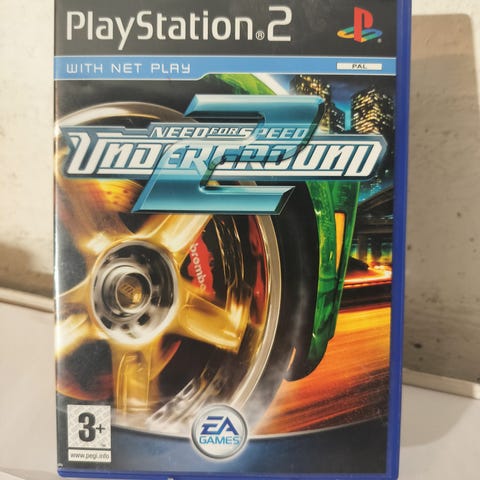 PlayStation®2
WITH NET PLAY
PAL
NEED FOR SPEED
UNDERGROUND
2
brembo
3+
www.pegi.info
EA
GAMES